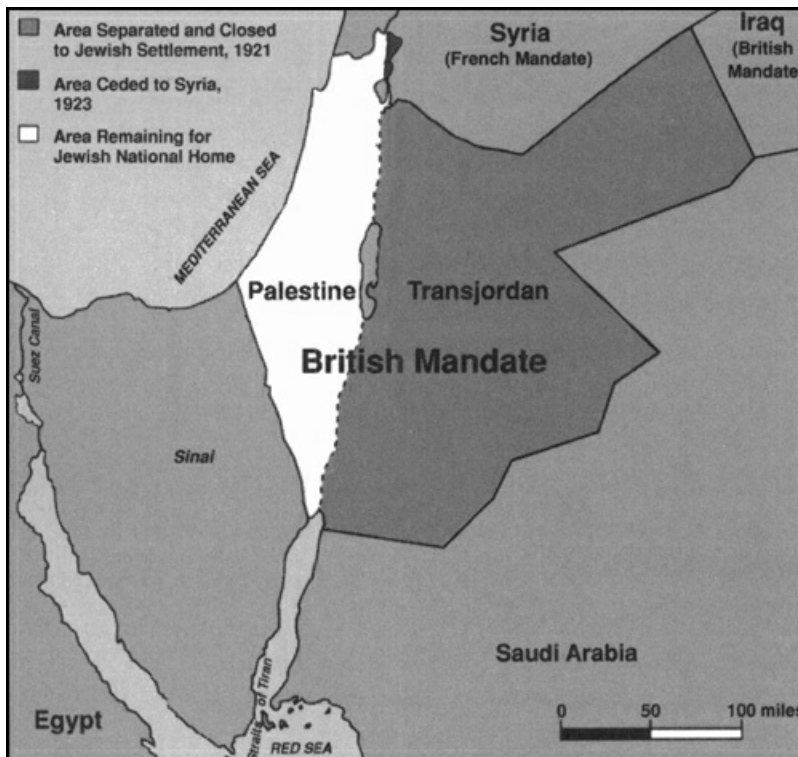 Area Separated and Closed
to Jewish Settlement, 1921
Area Ceded to Syria,
1923
Area Remaining for
Jewish National Home
Syria
(French Mandate)
Iraq
(British
Mandate)
MEDITERRANEAN SEA
Palestine
Transjordan
British Mandate
Suez Canal
Sinai
Saudi Arabia
Egypt
Straits of Tiran
RED SEA
0 50 100 miles